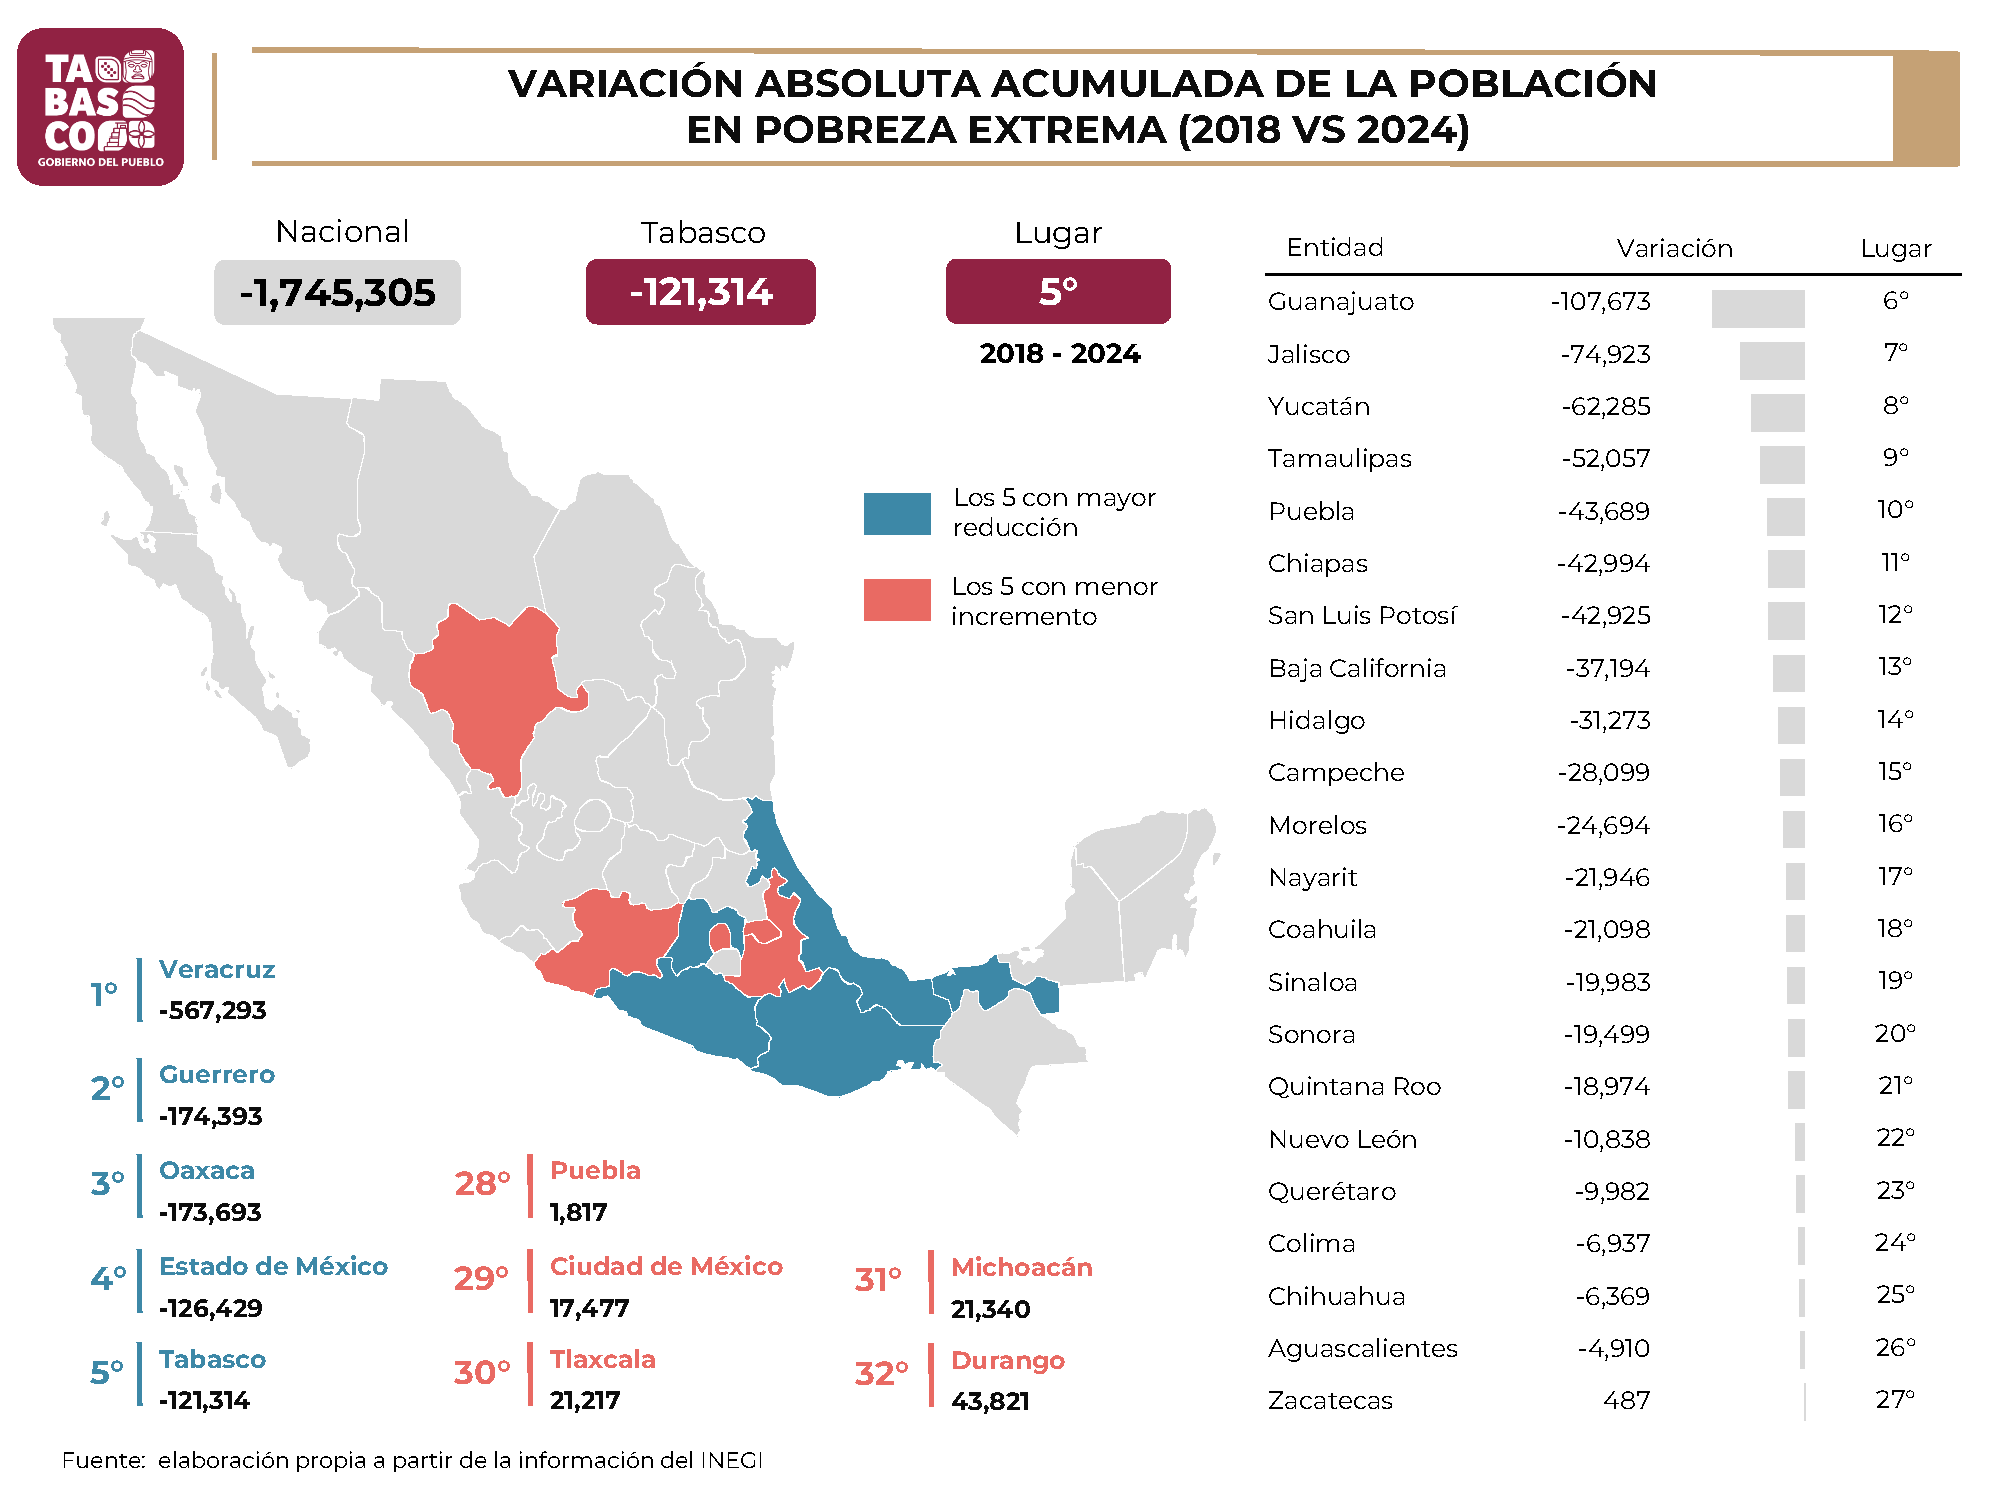 TA
BAS
CO
GOBIERNO DEL PUEBLO
VARIACIÓN ABSOLUTA ACUMULADA DE LA POBLACIÓN
EN POBREZA EXTREMA (2018 VS 2024)
Nacional
-1,745,305
Tabasco
-121,314
Lugar
5°
2018 - 2024
Los 5 con mayor
reducción
Los 5 con menor
incremento
1°
Veracruz
-567,293
2°
Guerrero
-174,393
3°
Oaxaca
-173,693
4°
Estado de México
-126,429
5°
Tabasco
-121,314
28°
Puebla
1,817
29°
Ciudad de México
17,477
30°
Tlaxcala
21,217
31°
Michoacán
21,340
32°
Durango
43,821
Entidad Variación Lugar
Guanajuato -107,673 6°
Jalisco -74,923 7°
Yucatán -62,285 8°
Tamaulipas -52,057 9°
Puebla -43,689 10°
Chiapas -42,994 11°
San Luis Potosí -42,925 12°
Baja California -37,194 13°
Hidalgo -31,273 14°
Campeche -28,099 15°
Morelos -24,694 16°
Nayarit -21,946 17°
Coahuila -21,098 18°
Sinaloa -19,983 19°
Sonora -19,499 20°
Quintana Roo -18,974 21°
Nuevo León -10,838 22°
Querétaro -9,982 23°
Colima -6,937 24°
Chihuahua -6,369 25°
Aguascalientes -4,910 26°
Zacatecas 487 27°
Fuente: elaboración propia a partir de la información del INEGI